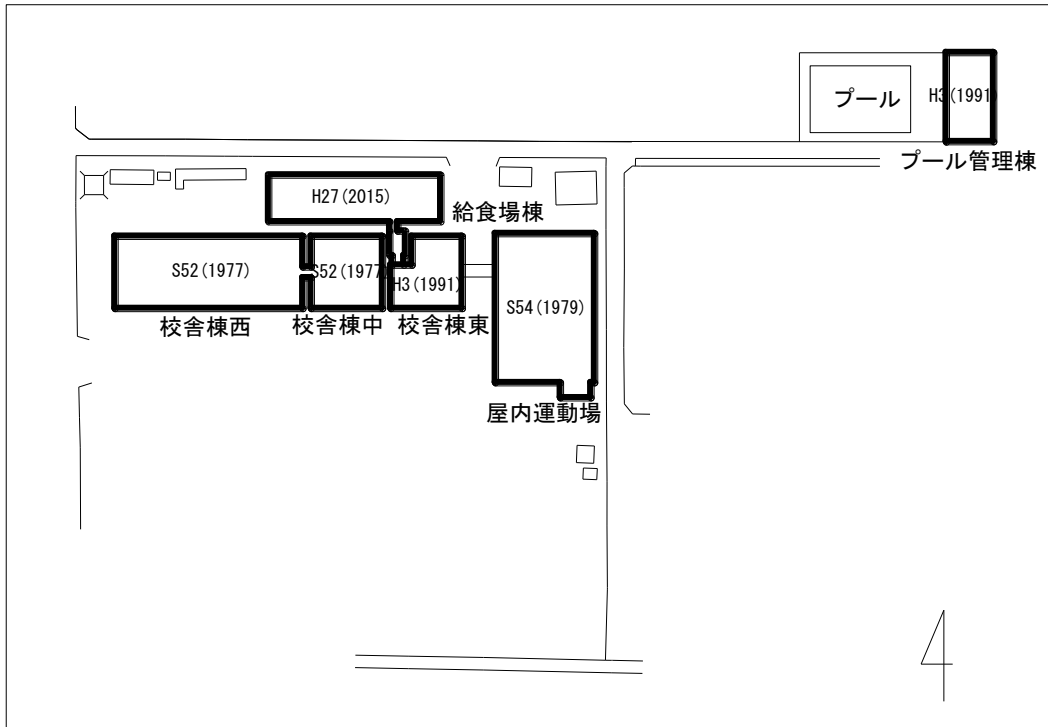 プール
H3(1991)
プール管理棟
H27(2015)
給食場棟
S52(1977)
S52(1977)
H3(1991)
S54(1979)
校舎棟西
校舎棟中
校舎棟東
屋内運動場